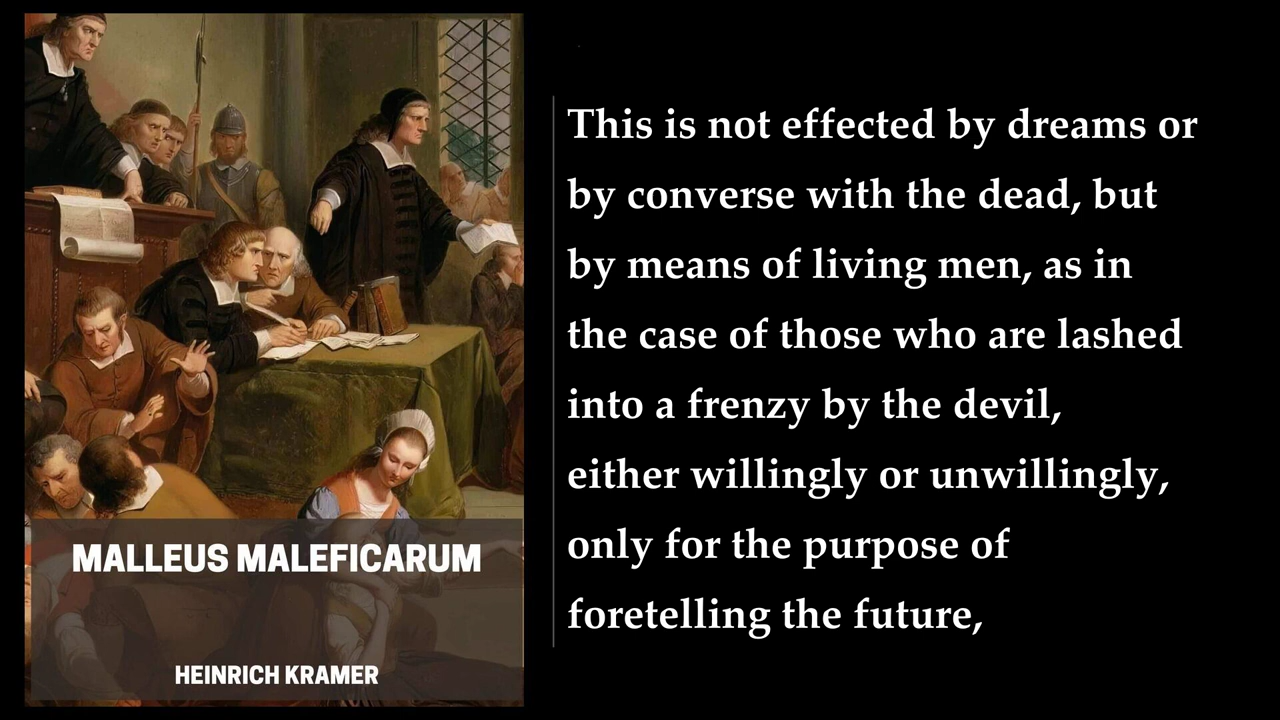 MALLEUS MALEFICARUM
HEINRICH KRAMER
This is not effected by dreams or
by converse with the dead, but
by means of living men, as in
the case of those who are lashed
into a frenzy by the devil,
either willingly or unwillingly,
only for the purpose of
foretelling the future,